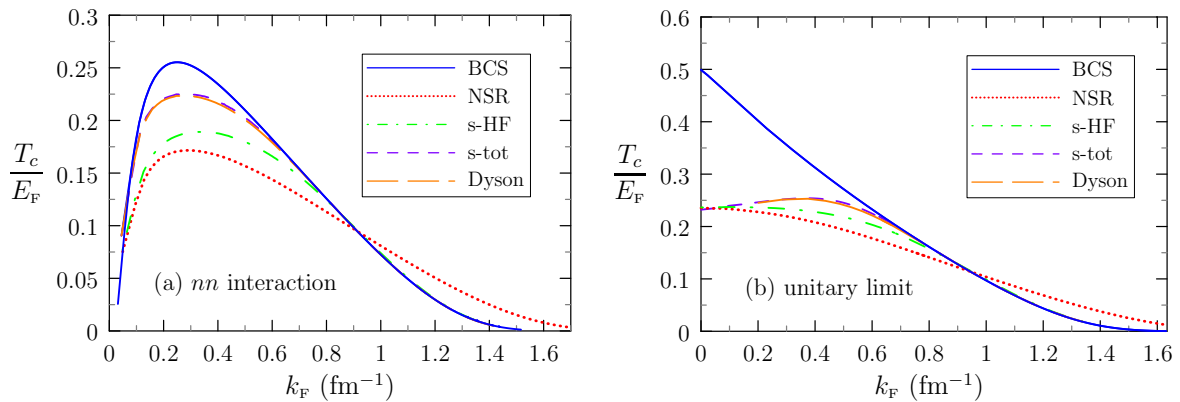 0.3
0.25
0.2
0.15
0.1
0.05
0
T_c
E_F
BCS
NSR
s-HF
s-tot
Dyson
(a) nn interaction
0 0.2 0.4 0.6 0.8 1 1.2 1.4 1.6
k_F (fm⁻¹)
0.6
0.5
0.4
0.3
0.2
0.1
0
T_c
E_F
BCS
NSR
s-HF
s-tot
Dyson
(b) unitary limit
0 0.2 0.4 0.6 0.8 1 1.2 1.4 1.6
k_F (fm⁻¹)